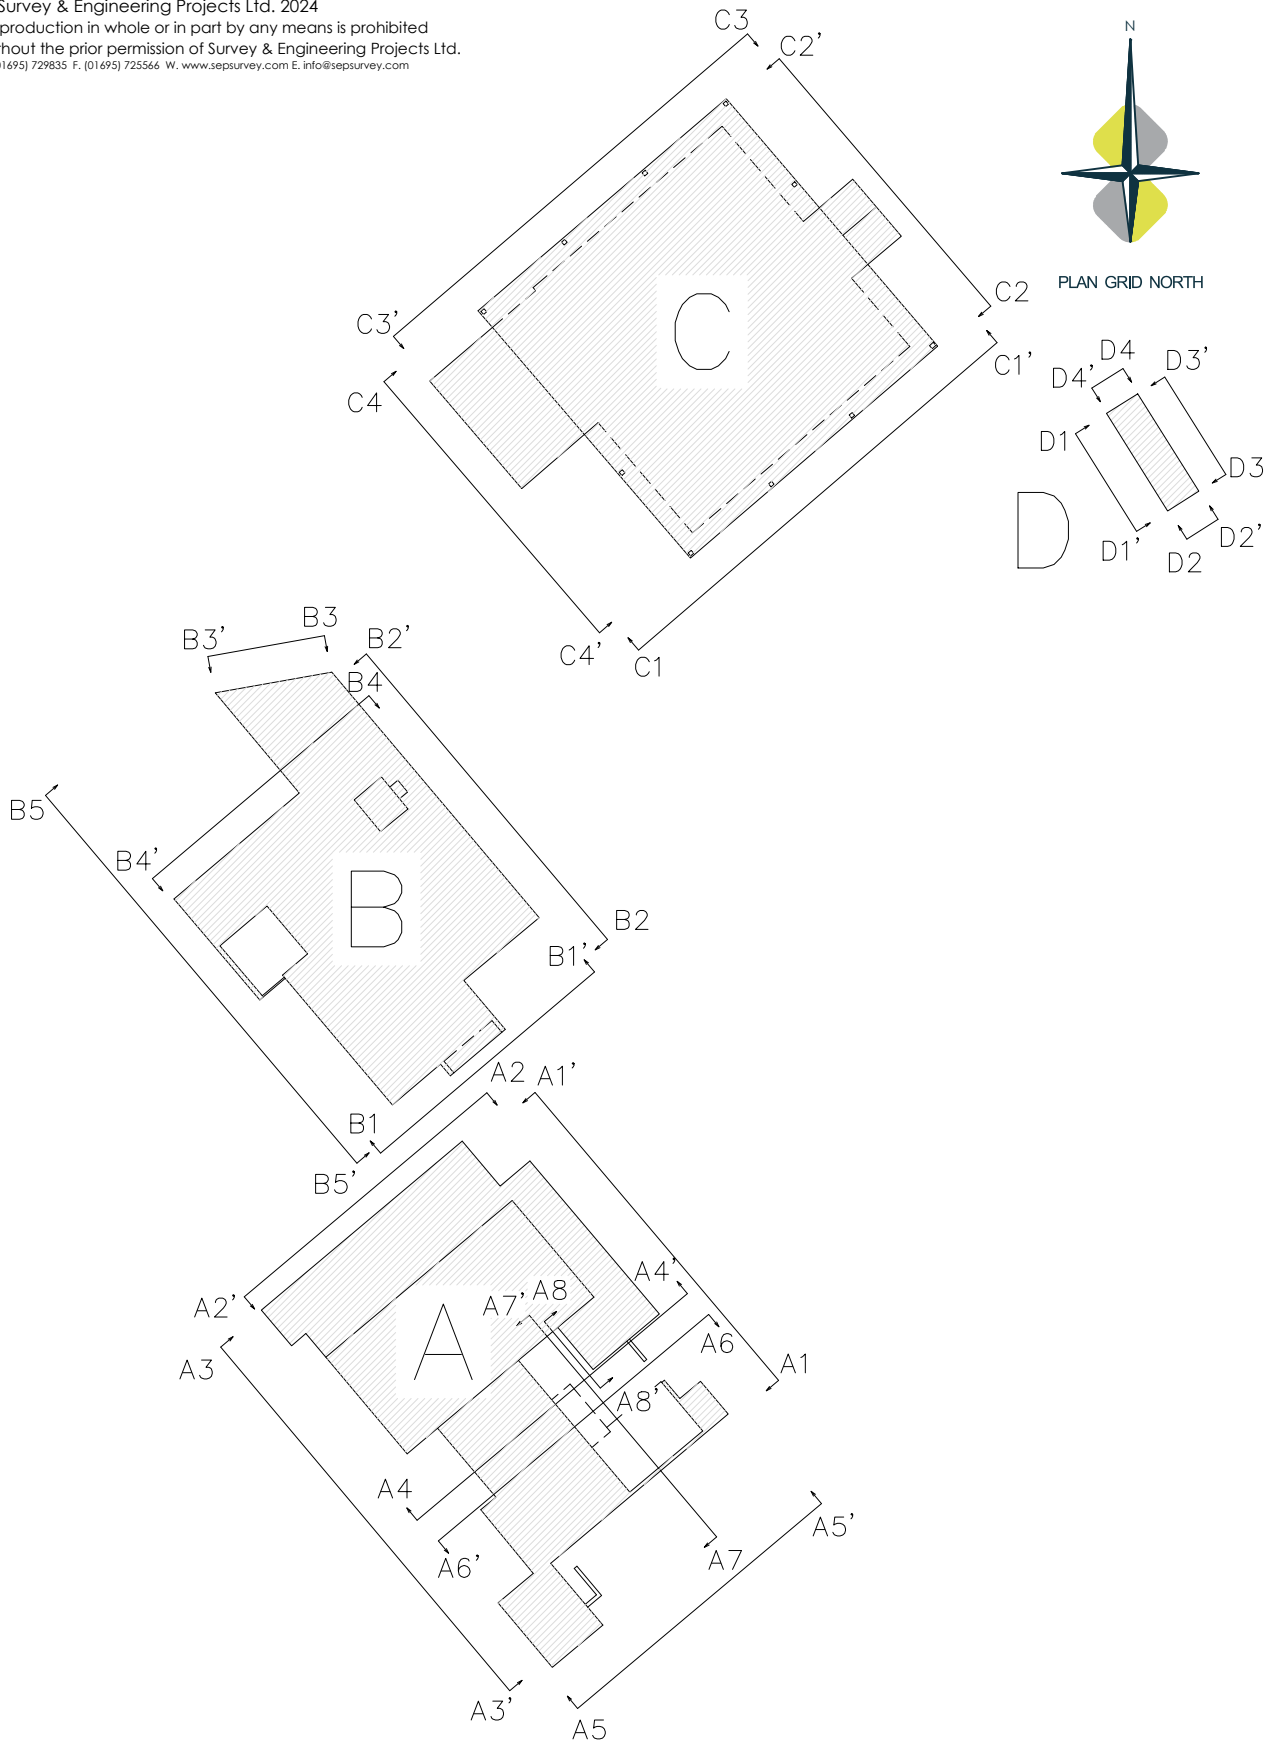 Survey & Engineering Projects Ltd. 2024
production in whole or in part by any means is prohibited
hout the prior permission of Survey & Engineering Projects Ltd.
01695) 729835 F. (01695) 725566 W. www.sepsurvey.com E. info@sepsurvey.com
N
PLAN GRID NORTH
C3
C2'
C3'
C4
C
C2
C1'
C4'
C1
D4
D3'
D4'
D1
D3
D
D1'
D2
D2'
B3'
B3
B2'
B4
B5
B4'
B
B2
B1'
B1
B5'
A2
A1'
A2'
A3
A
A7'
A8
A4'
A6
A1
A8'
A4
A6'
A7
A5'
A3'
A5